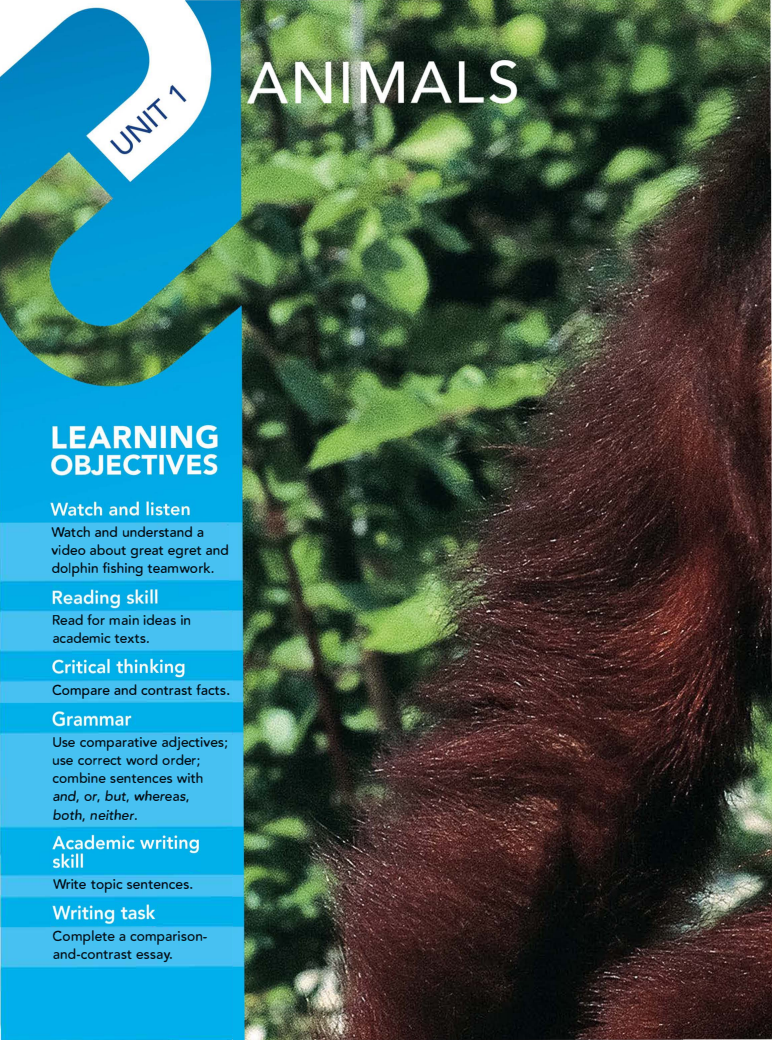 UNIT 1
ANIMALS
LEARNING
OBJECTIVES
Watch and listen
Watch and understand a
video about great egret and
dolphin fishing teamwork.
Reading skill
Read for main ideas in
academic texts.
Critical thinking
Compare and contrast facts.
Grammar
Use comparative adjectives;
use correct word order;
combine sentences with
and, or, but, whereas,
both, neither.
Academic writing
skill
Write topic sentences.
Writing task
Complete a comparison-
and-contrast essay.